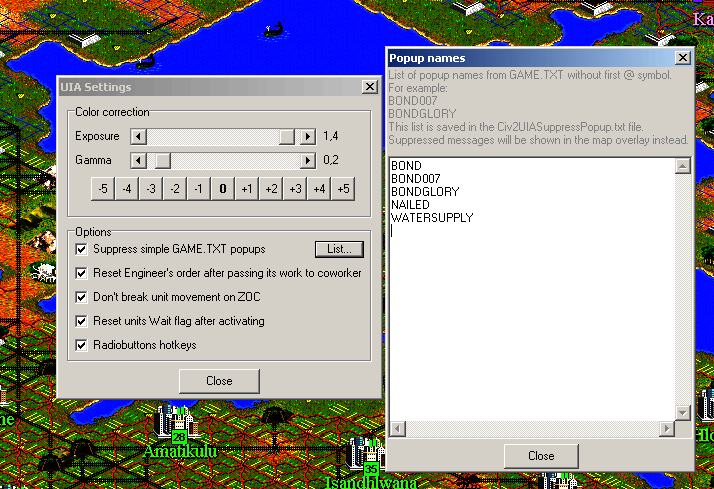 Ka
UIA Settings
Color correction
Exposure
1,4
Gamma
0,2
-5 -4 -3 -2 -1 0 +1 +2 +3 +4 +5
Options
Suppress simple GAME.TXT popups
List...
Reset Engineer's order after passing its work to coworker
Don't break unit movement on ZOC
Reset units Wait flag after activating
Radiobuttons hotkeys
Close
Popup names
List of popup names from GAME.TXT without first @ symbol.
For example:
BOND007
BONDGLORY
This list is saved in the Civ2UIASuppressPopup.txt file.
Suppressed messages will be shown in the map overlay instead.
BOND
BOND007
BONDGLORY
NAILED
WATERSUPPLY
Close
28
Amatikulu
35
Isandhlwana